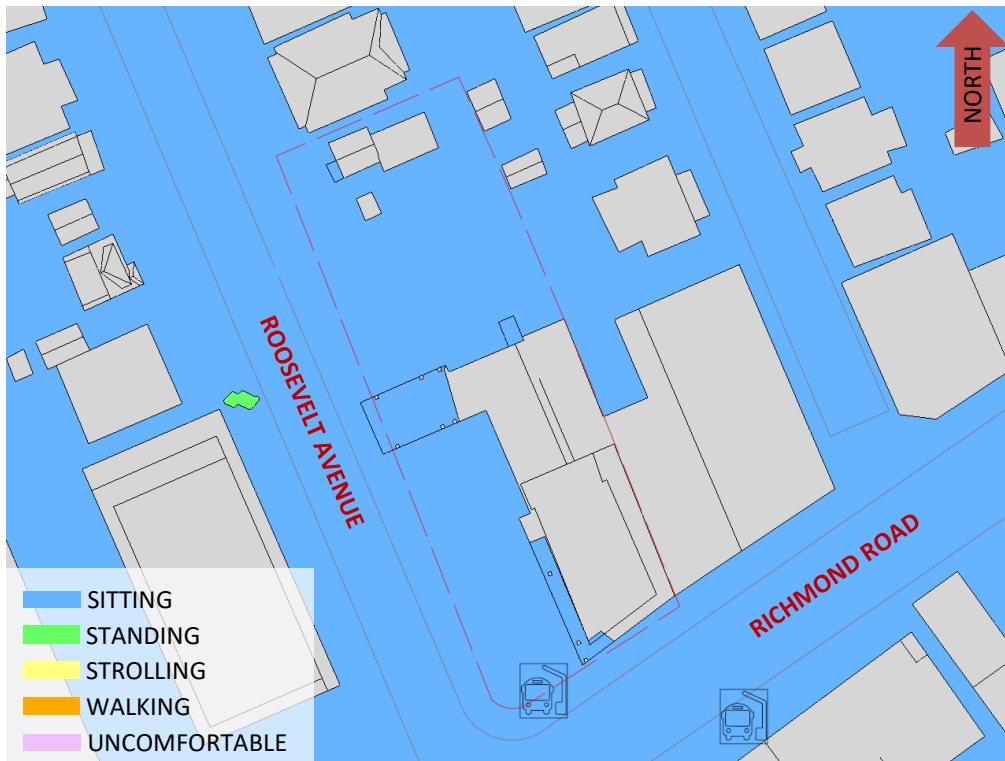 NORTH
ROOSEVELT AVENUE
RICHMOND ROAD
SITTING
STANDING
STROLLING
WALKING
UNCOMFORTABLE